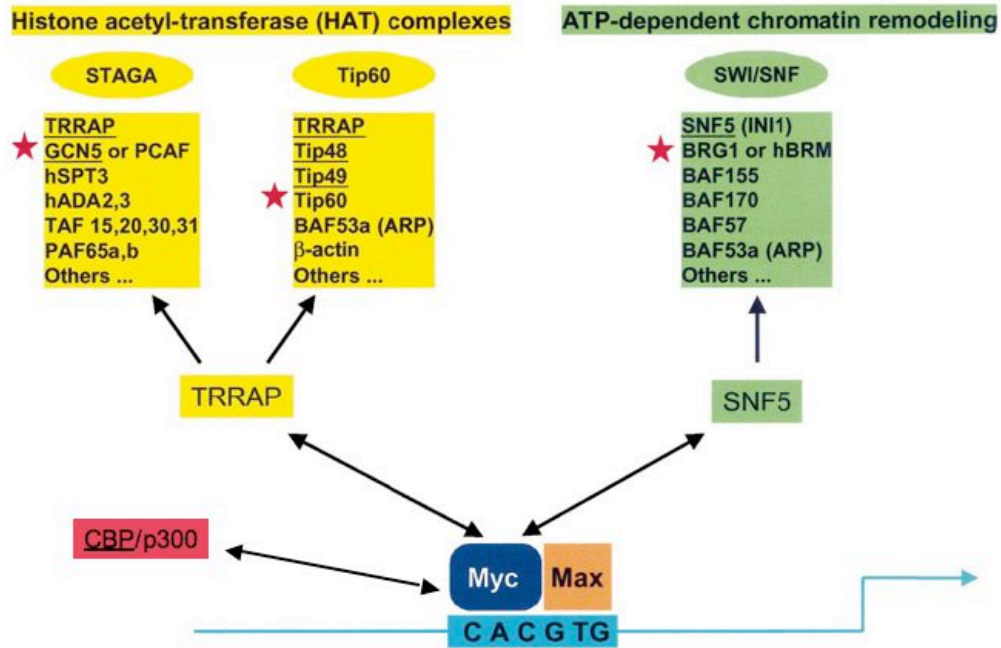 Histone acetyl-transferase (HAT) complexes
ATP-dependent chromatin remodeling
STAGA
Tip60
SWI/SNF
TRRAP
GCN5 or PCAF
hSPT3
hADA2,3
TAF 15,20,30,31
PAF65a,b
Others ...
TRRAP
Tip48
Tip49
Tip60
BAF53a (ARP)
β-actin
Others ...
SNF5 (INI1)
BRG1 or hBRM
BAF155
BAF170
BAF57
BAF53a (ARP)
Others ...
TRRAP
SNF5
CBP/p300
Myc
Max
C A C G TG